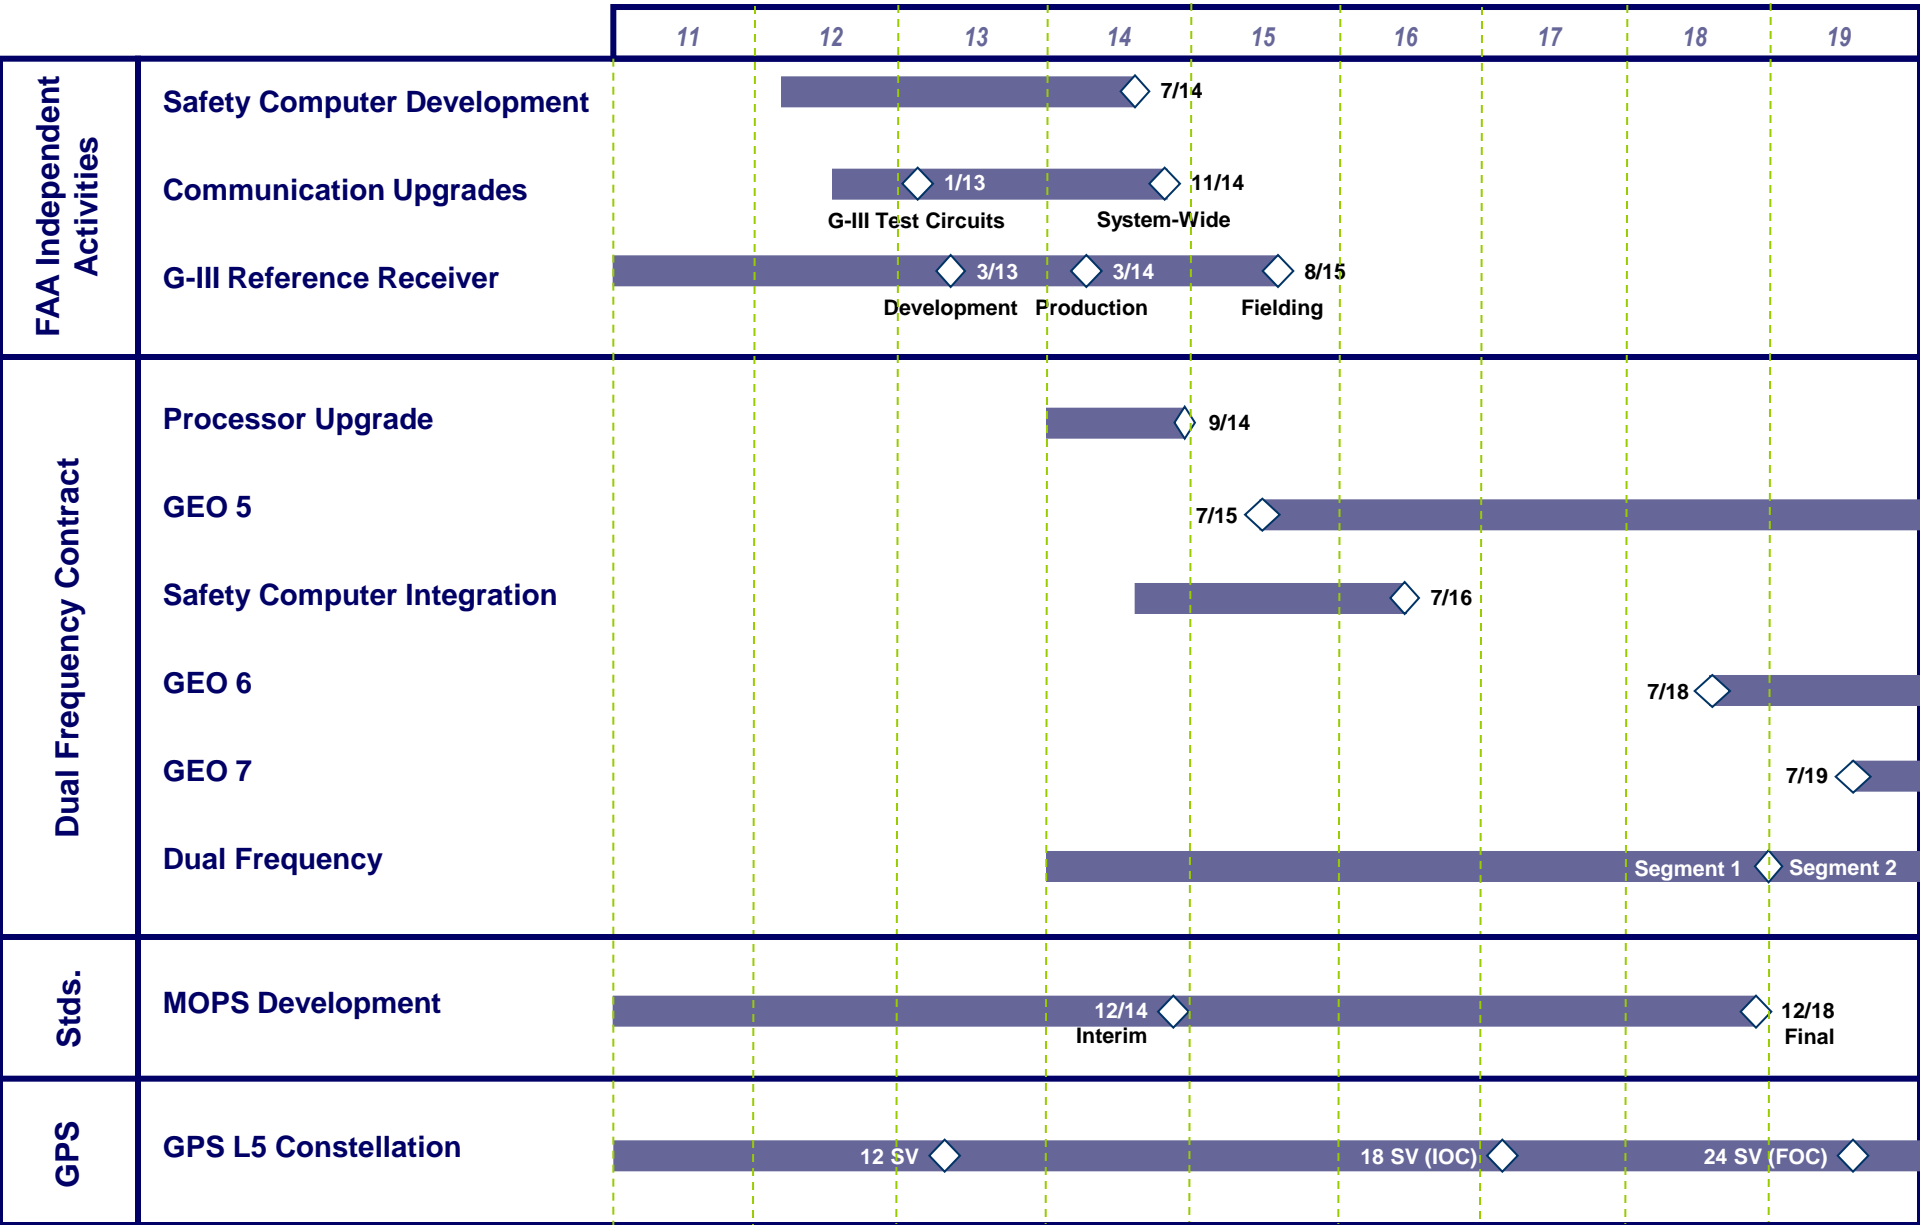 11 12 13 14 15 16 17 18 19
FAA Independent
Activities
Safety Computer Development
7/14
Communication Upgrades
1/13
11/14
G-III Test Circuits
System-Wide
G-III Reference Receiver
3/13
3/14
8/15
Development
Production
Fielding
Dual Frequency Contract
Processor Upgrade
9/14
GEO 5
7/15
Safety Computer Integration
7/16
GEO 6
7/18
GEO 7
7/19
Dual Frequency
Segment 1
Segment 2
Stds.
MOPS Development
12/14
Interim
12/18
Final
GPS
GPS L5 Constellation
12 SV
18 SV (IOC)
24 SV (FOC)